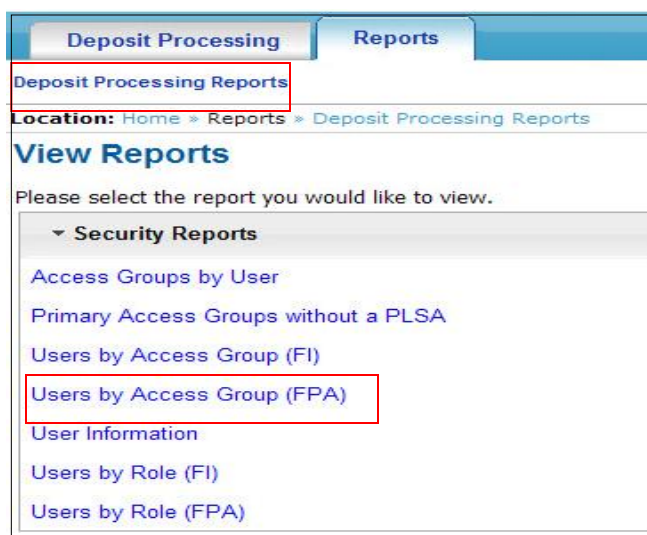 Deposit Processing Reports
Deposit Processing Reports
Location: Home » Reports » Deposit Processing Reports
View Reports
Please select the report you would like to view.
Security Reports
Access Groups by User
Primary Access Groups without a PLSA
Users by Access Group (FI)
Users by Access Group (FPA)
User Information
Users by Role (FI)
Users by Role (FPA)